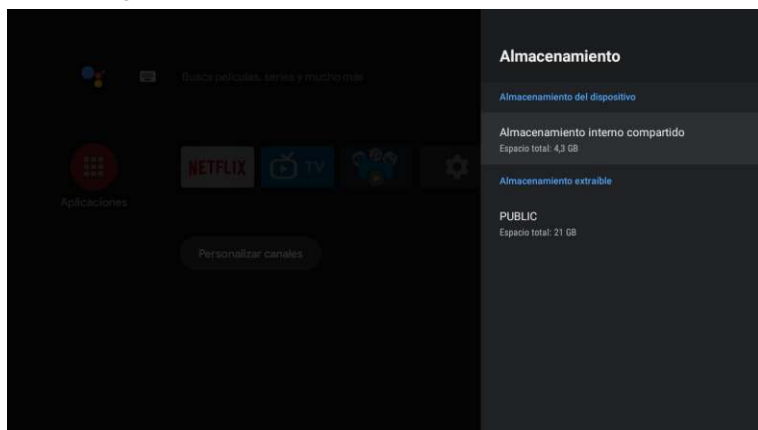 Busca películas, series y mucho más
NETFLIX
TV
Aplicaciones
Personalizar canales
Almacenamiento
Almacenamiento del dispositivo
Almacenamiento interno compartido
Espacio total: 4,3 GB
Almacenamiento extraíble
PUBLIC
Espacio total: 21 GB